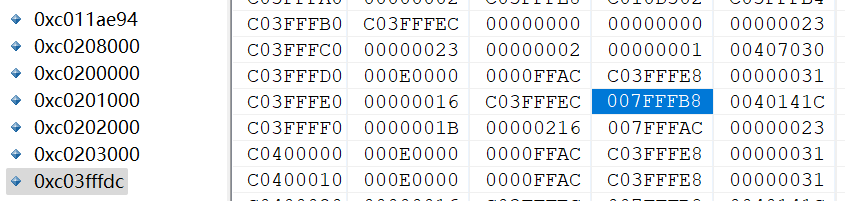 0xc011ae94
0xc0208000
0xc0200000
0xc0201000
0xc0202000
0xc0203000
0xc03fffdc
C03FFFB0 C03FFFEC 00000000 00000000 00000023
C03FFFC0 00000023 00000002 00000001 00407030
C03FFFD0 000E0000 0000FFAC C03FFFE8 00000031
C03FFFE0 00000016 C03FFFEC 007FFFB8 0040141C
C03FFFF0 0000001B 00000216 007FFFAC 00000023
C0400000 000E0000 0000FFAC C03FFFE8 00000031
C0400010 000E0000 0000FFAC C03FFFE8 00000031